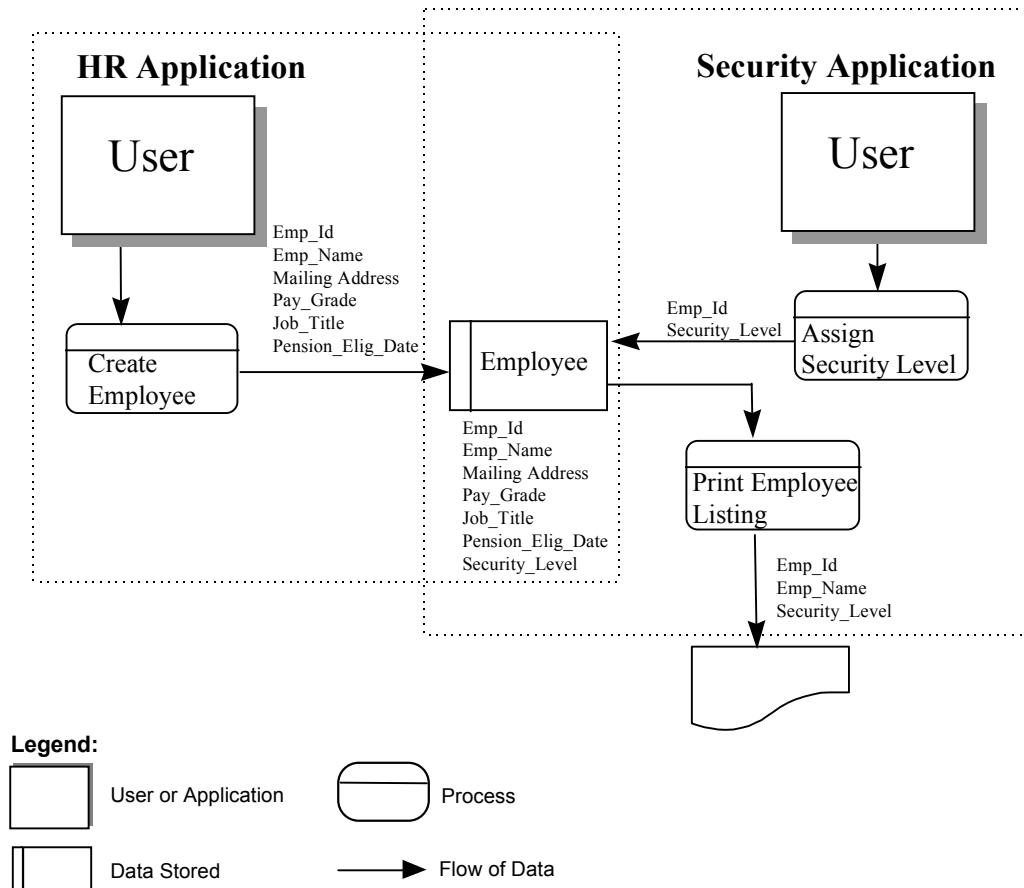 HR Application
Security Application
User
User
Emp_Id
Emp_Name
Mailing Address
Pay_Grade
Job_Title
Pension_Elig_Date
Create
Employee
Employee
Emp_Id
Security_Level
Assign
Security Level
Emp_Id
Emp_Name
Mailing Address
Pay_Grade
Job_Title
Pension_Elig_Date
Security_Level
Print Employee
Listing
Emp_Id
Emp_Name
Security_Level
Legend:
User or Application
Process
Data Stored
Flow of Data